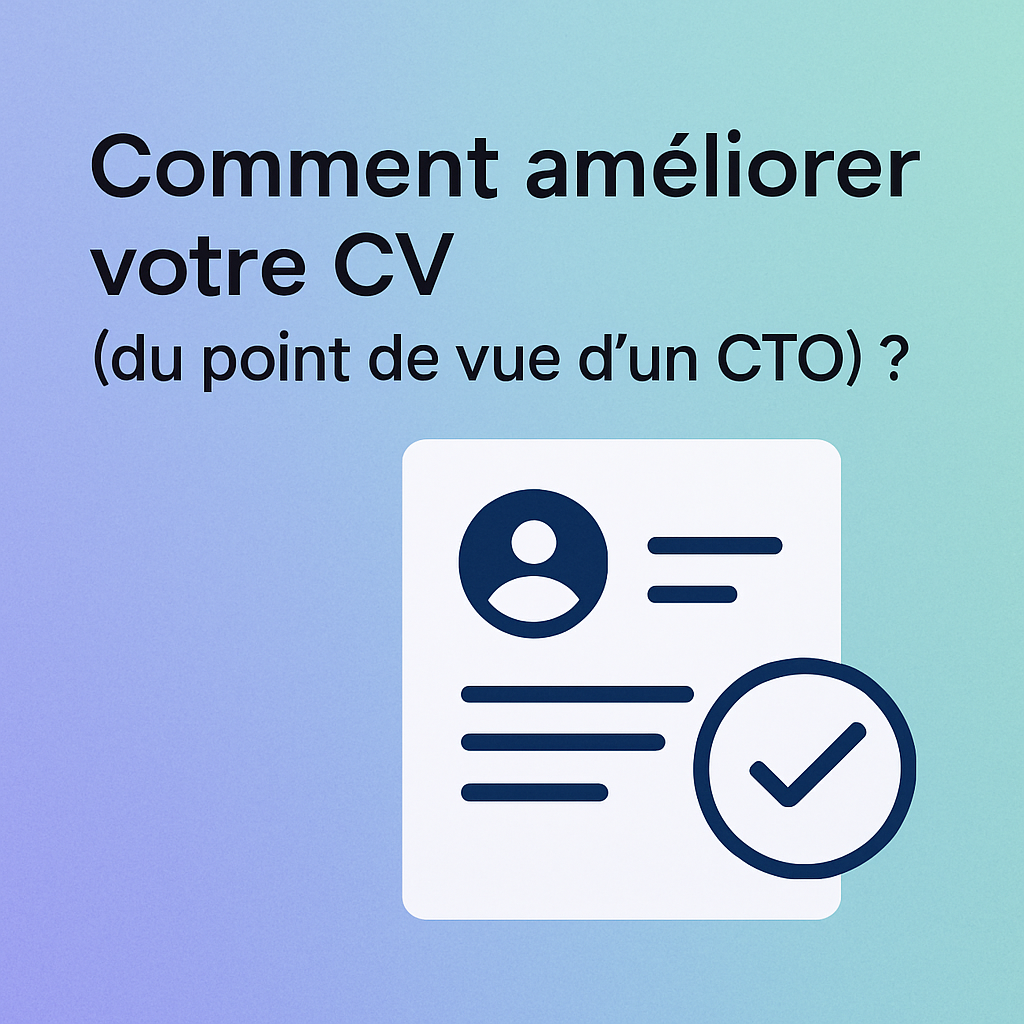 Comment améliorer
votre CV
(du point de vue d’un CTO) ?